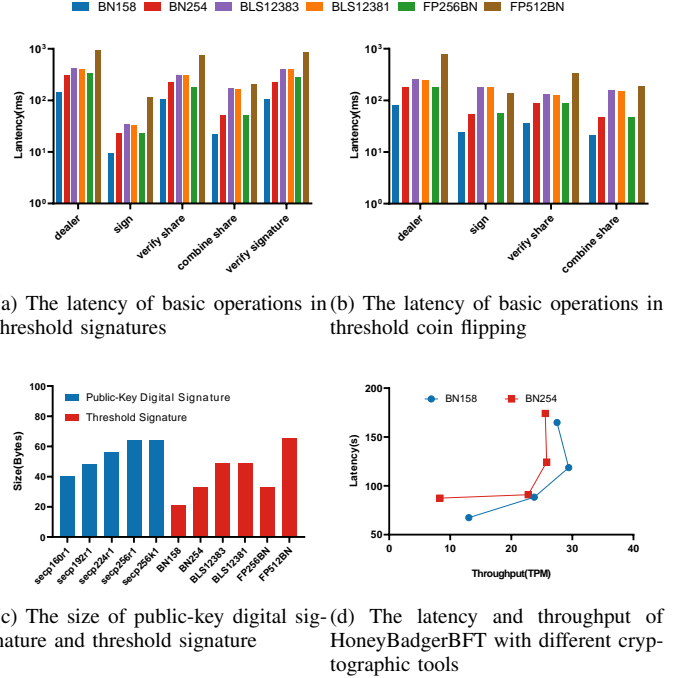 BN158 BN254 BLS12383 BLS12381 FP256BN FP512BN
Lantency(ms)
10³
10²
10¹
10⁰
dealer
sign
verify share
combine share
verify signature
Lantency(ms)
10³
10²
10¹
10⁰
dealer
sign
verify share
combine share
a) The latency of basic operations in
hreshold signatures
(b) The latency of basic operations in
threshold coin flipping
Size(Bytes)
100
80
60
40
20
0
Public-Key Digital Signature
Threshold Signature
secp160r1
secp192r1
secp224r1
secp256r1
secp256k1
BN158
BN254
BLS12383
BLS12381
FP256BN
FP512BN
Latency(s)
200
150
100
50
BN158 BN254
0 10 20 30 40
Throughput(TPM)
c) The size of public-key digital sig-
nature and threshold signature
(d) The latency and throughput of
HoneyBadgerBFT with different cryp-
tographic tools